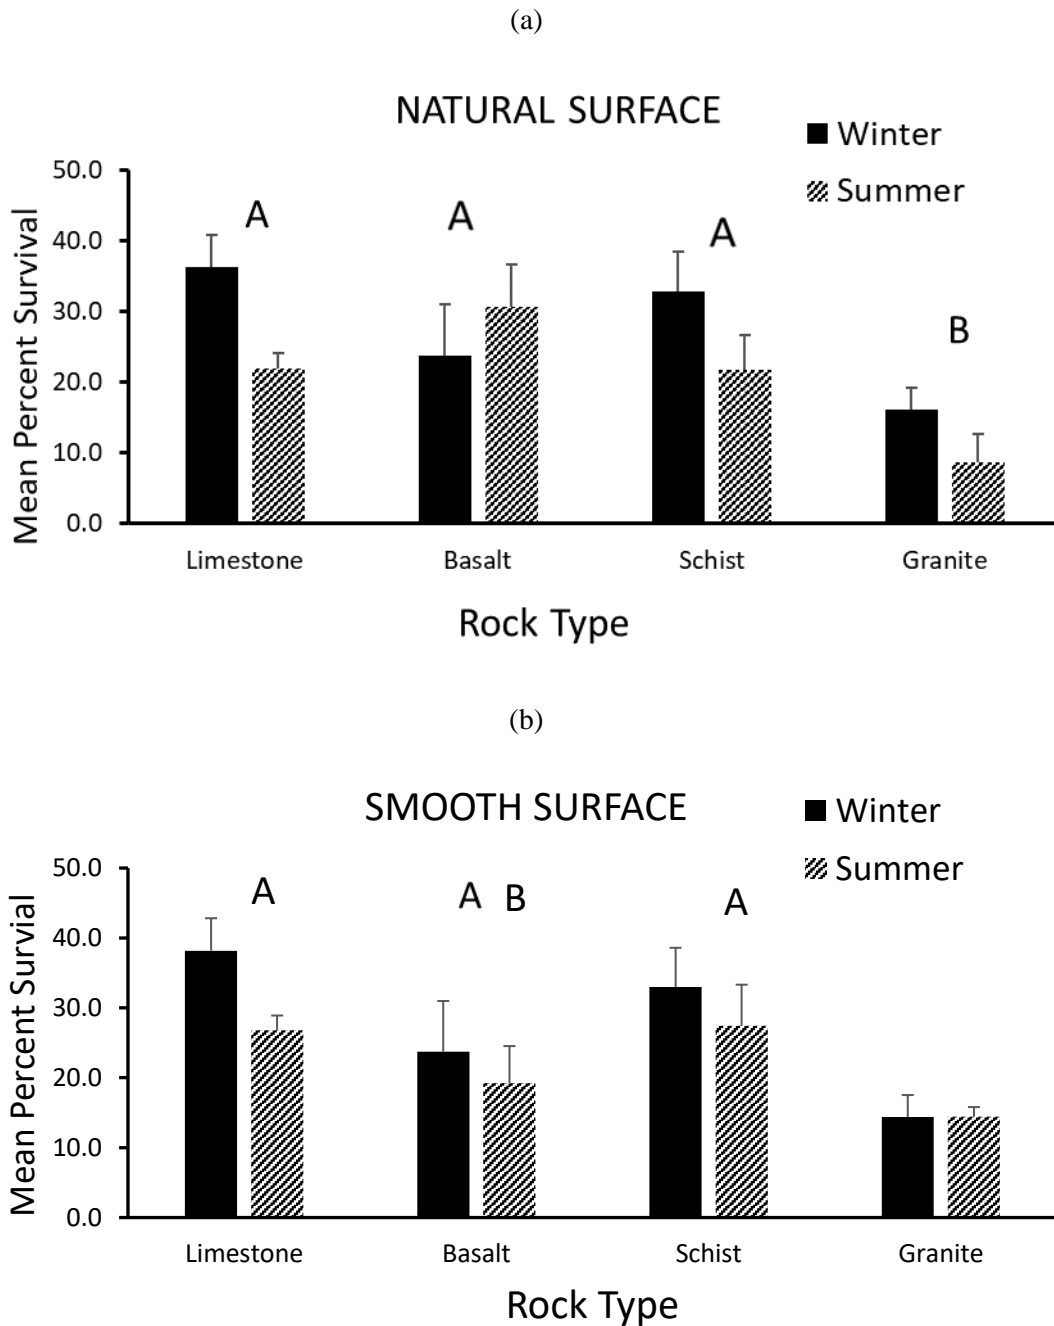 (a)
NATURAL SURFACE
Winter
Summer
Mean Percent Survival
50.0
40.0
30.0
20.0
10.0
0.0
A
A
A
B
Limestone Basalt Schist Granite
Rock Type
(b)
SMOOTH SURFACE
Winter
Summer
Mean Percent Survial
50.0
40.0
30.0
20.0
10.0
0.0
A
A B
A
Limestone Basalt Schist Granite
Rock Type